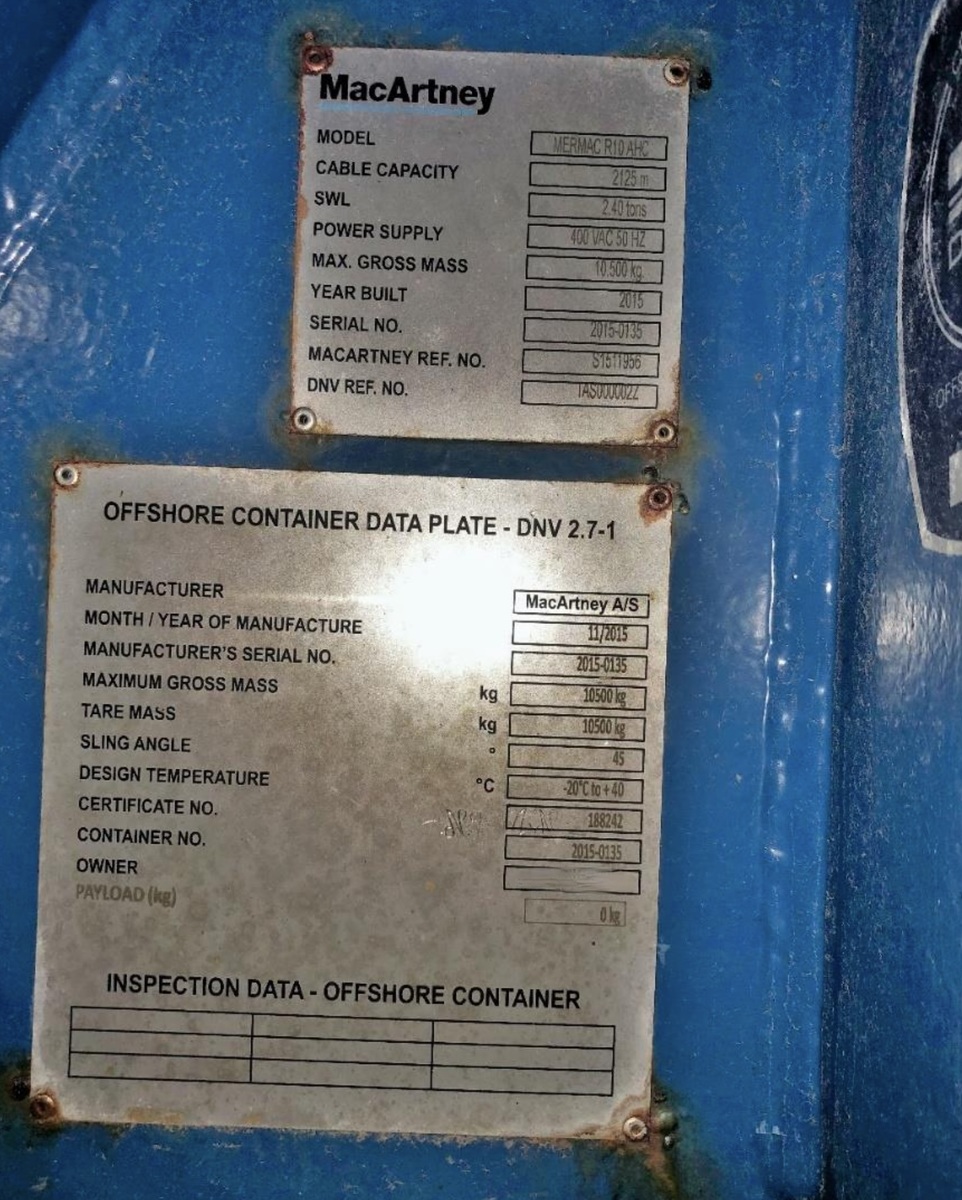 MacArtney
MODEL MERMAC R10 AHC
CABLE CAPACITY 2125 m
SWL 2.40 tons
POWER SUPPLY 400 VAC 50 HZ
MAX. GROSS MASS 10.500 kg
YEAR BUILT 2015
SERIAL NO. 2015-0135
MACARTNEY REF. NO. S1511956
DNV REF. NO.
OFFSHORE CONTAINER DATA PLATE - DNV 2.7-1
MANUFACTURER MacArtney A/S
MONTH / YEAR OF MANUFACTURE 11/2015
MANUFACTURER'S SERIAL NO. 2015-0135
MAXIMUM GROSS MASS kg 10500 kg
TARE MASS kg 10500 kg
SLING ANGLE ° 45
DESIGN TEMPERATURE °C -20°C to +40
CERTIFICATE NO. 188242
CONTAINER NO. 2015-0135
OWNER
PAYLOAD (kg) 0 kg
INSPECTION DATA - OFFSHORE CONTAINER